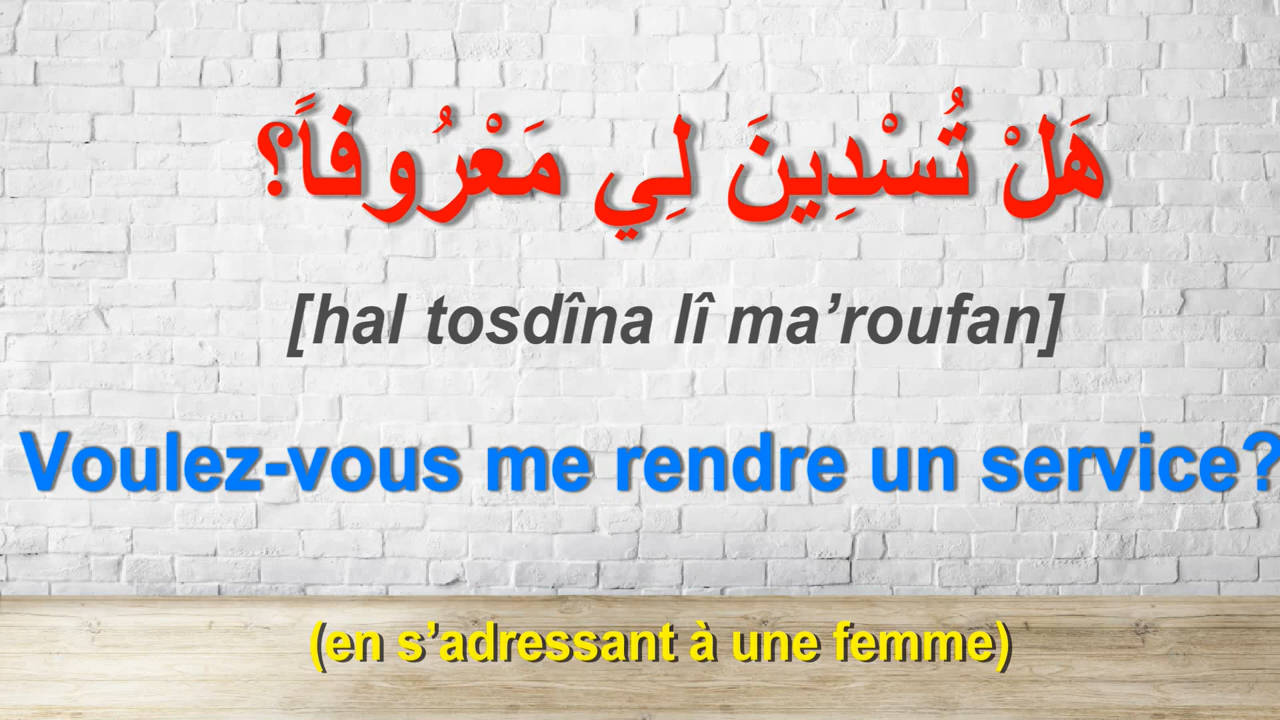 هَلْ تُسْدِينَ لِي مَعْرُوفاً؟
[hal tosdîna lî ma’roufan]
Voulez-vous me rendre un service?
(en s’adressant à une femme)